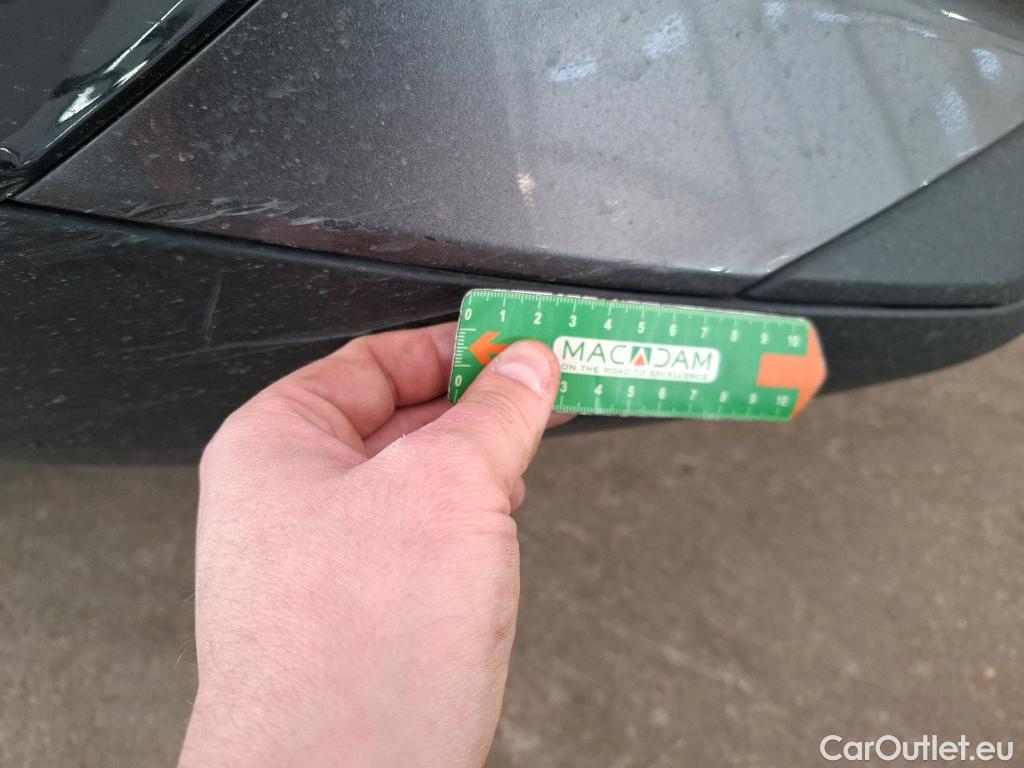 0 1 2 3 4 5 6 7 8 9 10
MACADAM
ON THE ROAD TO EXCELLENCE
0 3 4 5 6 7 8 9 10
CarOutlet.eu